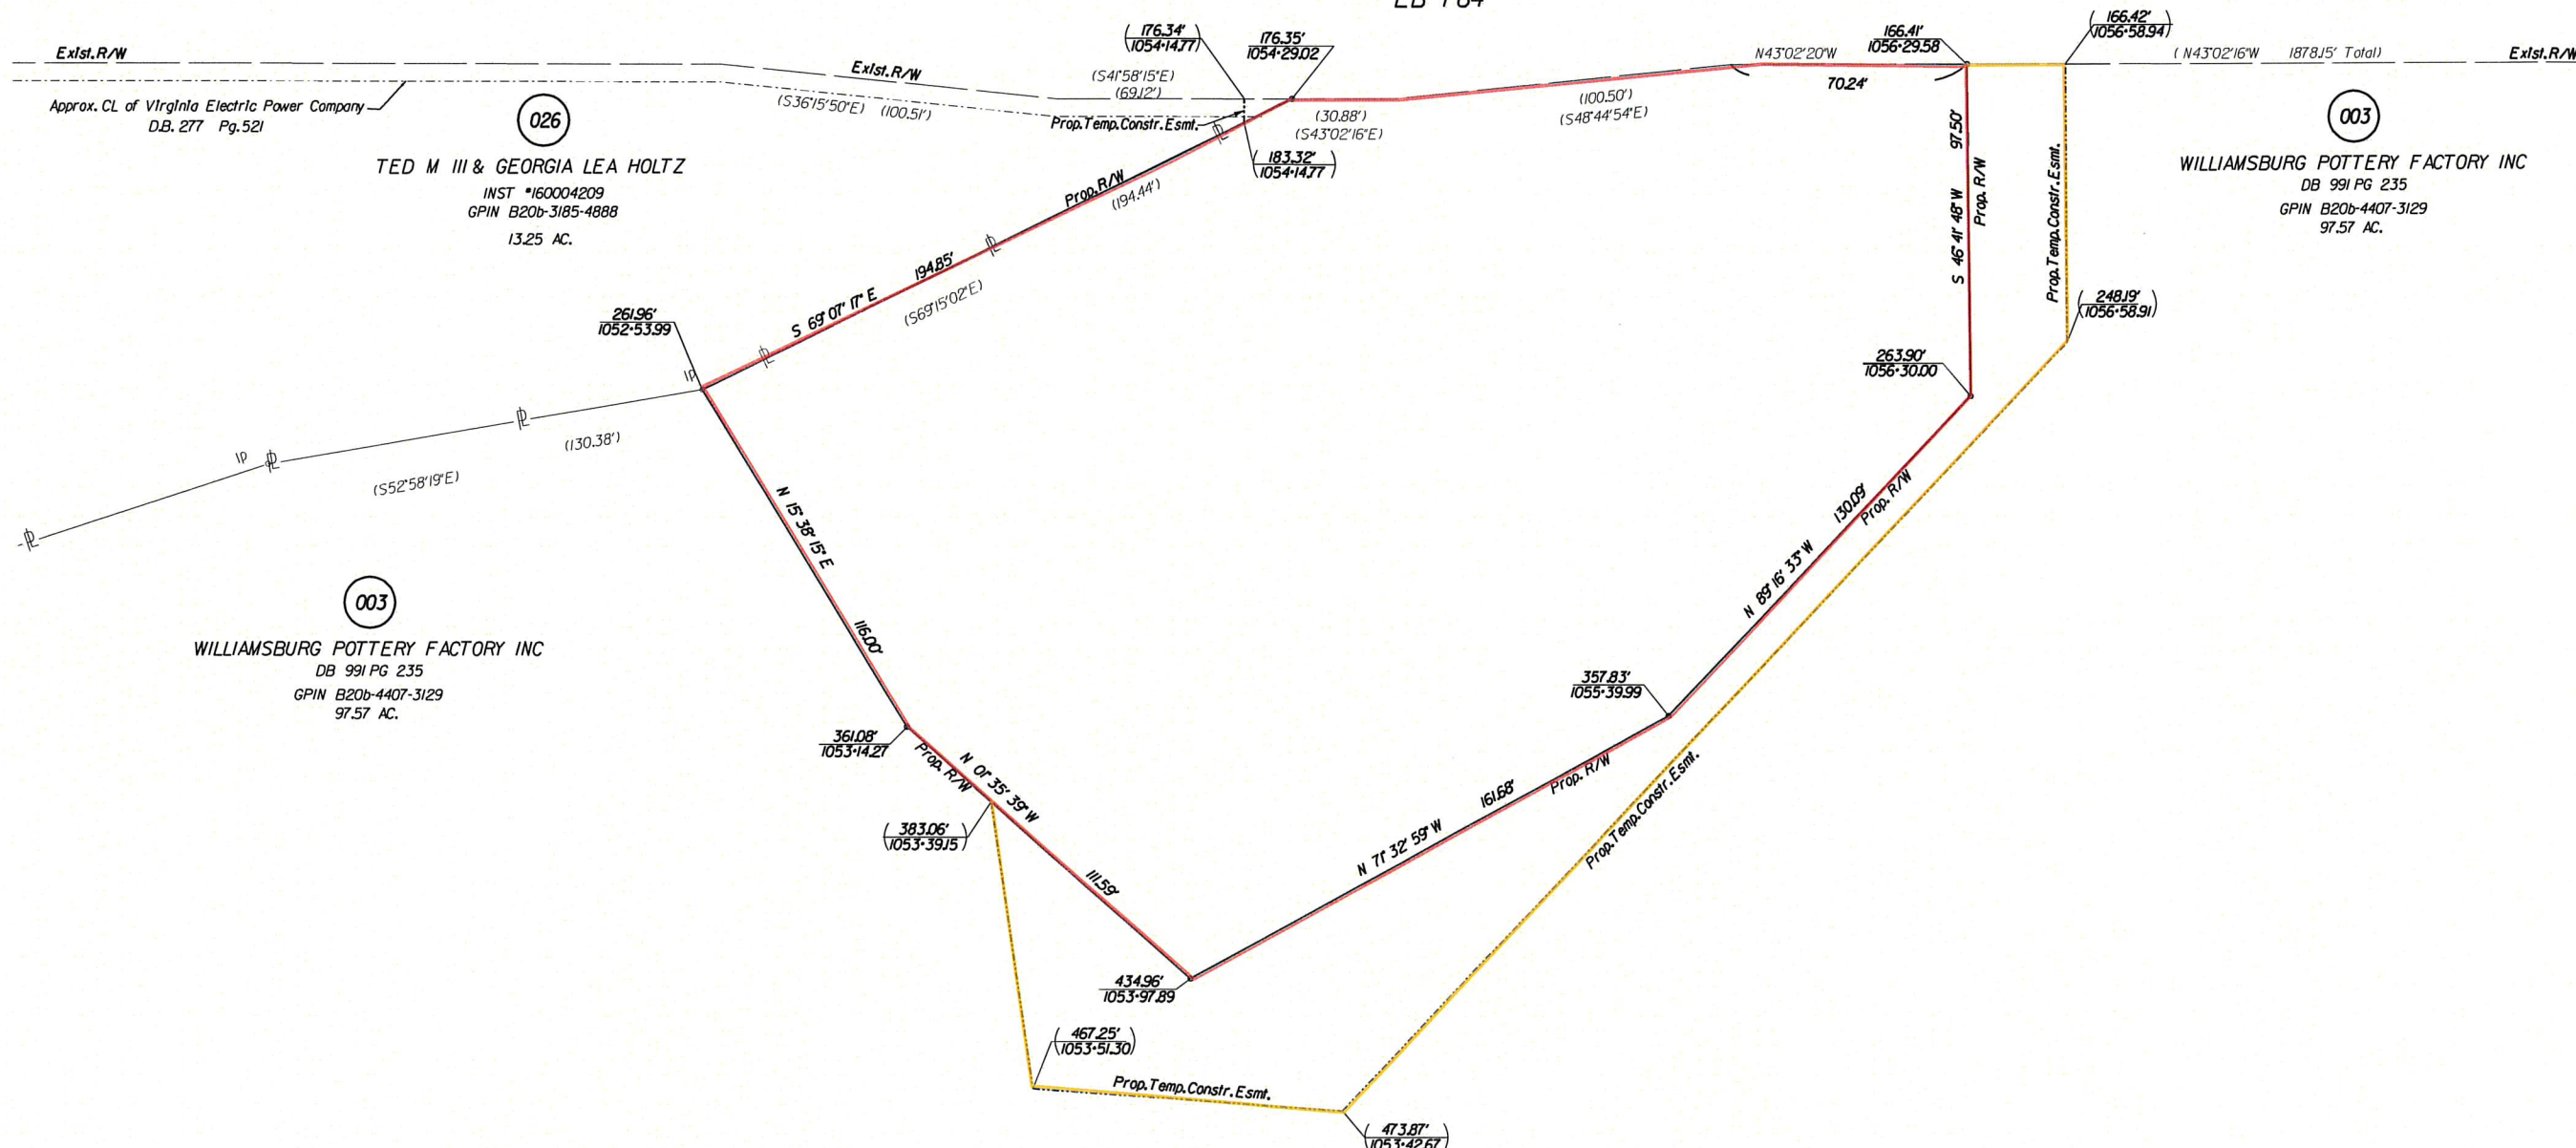 Exist.R/W
Approx. CL of Virginia Electric Power Company
D.B. 277 Pg.521
026
TED M III & GEORGIA LEA HOLTZ
INST #160004209
GPIN B20b-3185-4888
13.25 AC.
Exist.R/W
(S36°15'50"E) (100.51')
(S41°58'15"E)
(69.12')
Prop.Temp.Constr.Esmt.
(176.34')
(1054+14.77)
176.35'
1054+29.02
(183.32')
(1054+14.77)
(30.88')
(S43°02'16"E)
(100.50')
(S48°44'54"E)
N43°02'20"W
70.24'
166.41'
1056+29.58
(166.42')
(1056+58.94)
(N43°02'16"W 1878.15' Total)
Exist.R/W
003
WILLIAMSBURG POTTERY FACTORY INC
DB 991 PG 235
GPIN B20b-4407-3129
97.57 AC.
S 46° 41' 48" W 97.50'
Prop. R/W
Prop.Temp.Constr.Esmt.
(248.19')
(1056+58.91)
263.90'
1056+30.00
Prop.R/W
(194.44')
PL
PL
PL
S 69° 07' 17" E 194.85'
(S69°15'02"E)
261.96'
1052+53.99
IP
PL
(130.38')
IP
PL
(S52°58'19"E)
PL
003
WILLIAMSBURG POTTERY FACTORY INC
DB 991 PG 235
GPIN B20b-4407-3129
97.57 AC.
N 15° 38' 15" E 116.00'
361.08'
1053+14.27
Prop. R/W
N 01° 35' 39" W 111.59'
(383.06')
(1053+39.15)
434.96'
1053+97.89
N 71° 32' 59" W 161.68'
Prop. R/W
357.83'
1055+39.99
N 89° 16' 33" W 130.09'
Prop. R/W
Prop.Temp.Constr.Esmt.
(467.25')
(1053+51.30)
Prop.Temp.Constr.Esmt.
(473.87')
(1053+42.67)